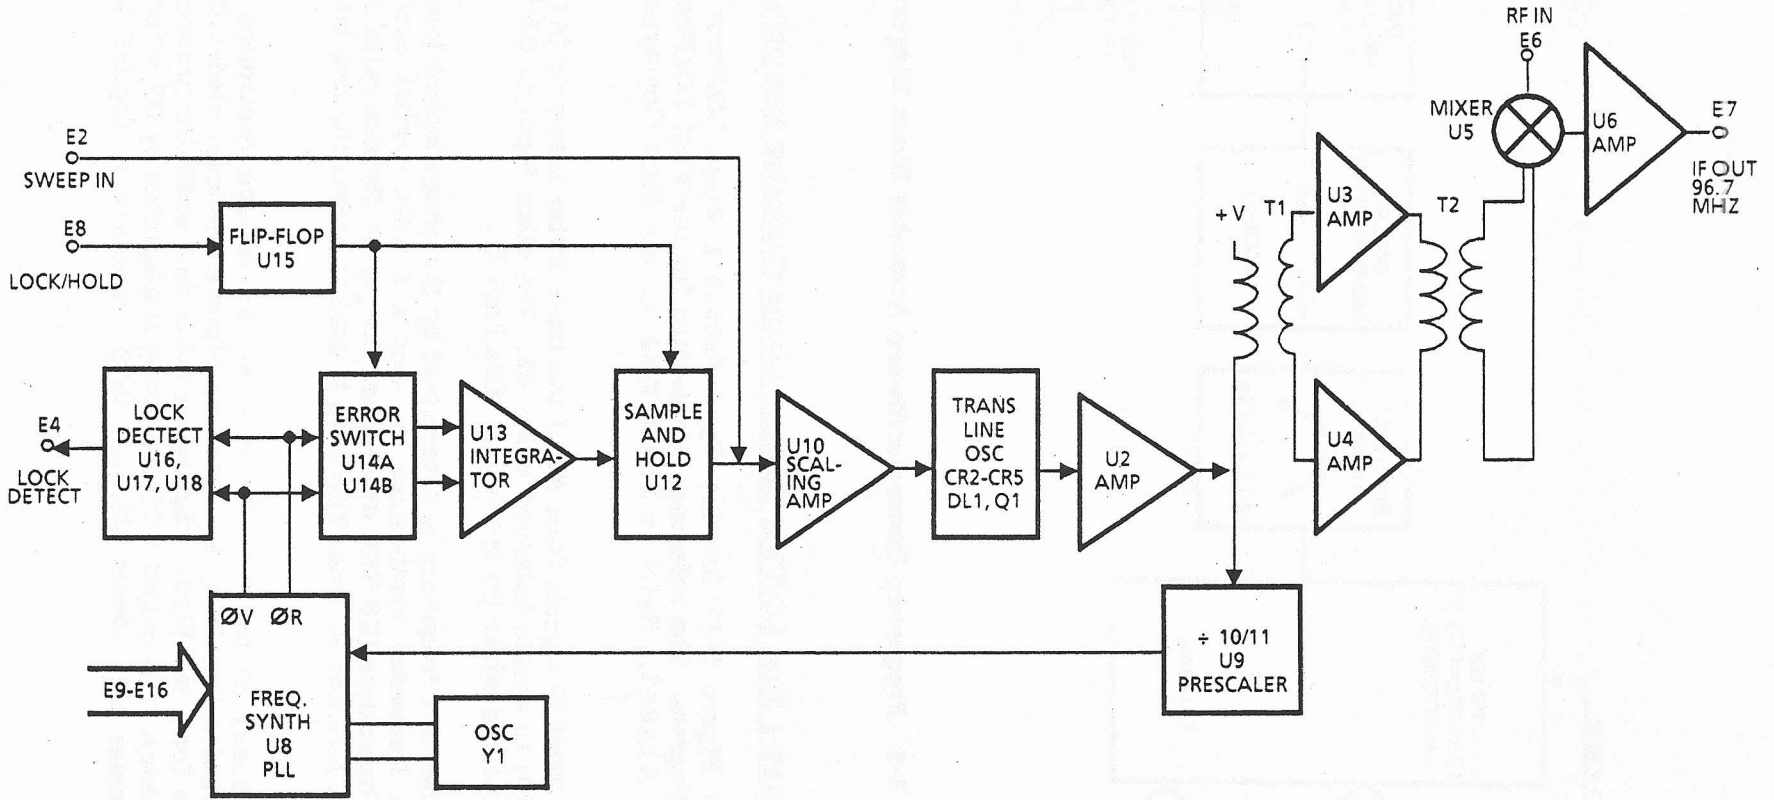 RF IN
E6
MIXER
U5
U6
AMP
E7
IF OUT
96.7
MHZ
E2
SWEEP IN
E8
LOCK/HOLD
FLIP-FLOP
U15
+V
T1
U3
AMP
T2
E4
LOCK
DETECT
LOCK
DECTECT
U16,
U17, U18
ERROR
SWITCH
U14A
U14B
U13
INTEGRA-
TOR
SAMPLE
AND
HOLD
U12
U10
SCAL-
ING
AMP
TRANS
LINE
OSC
CR2-CR5
DL1, Q1
U2
AMP
U4
AMP
ØV ØR
E9-E16
FREQ.
SYNTH
U8
PLL
OSC
Y1
÷ 10/11
U9
PRESCALER